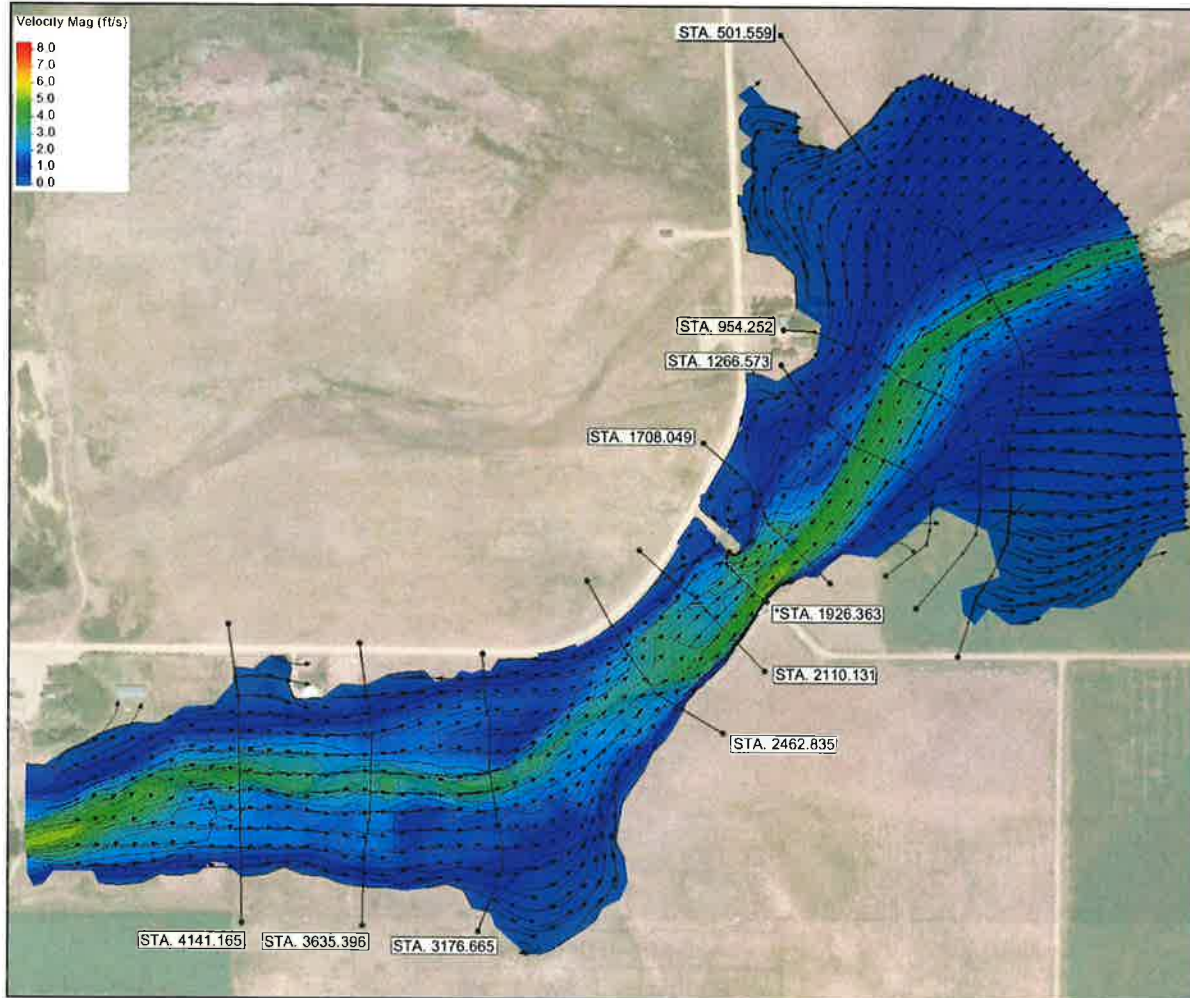 Velocity Mag (ft/s)
8.0
7.0
6.0
5.0
4.0
3.0
2.0
1.0
0.0
STA. 501.559
STA. 954.252
STA. 1266.573
STA. 1708.049
*STA. 1926.363
STA. 2110.131
STA. 2462.835
STA. 4141.165
STA. 3635.396
STA. 3176.665